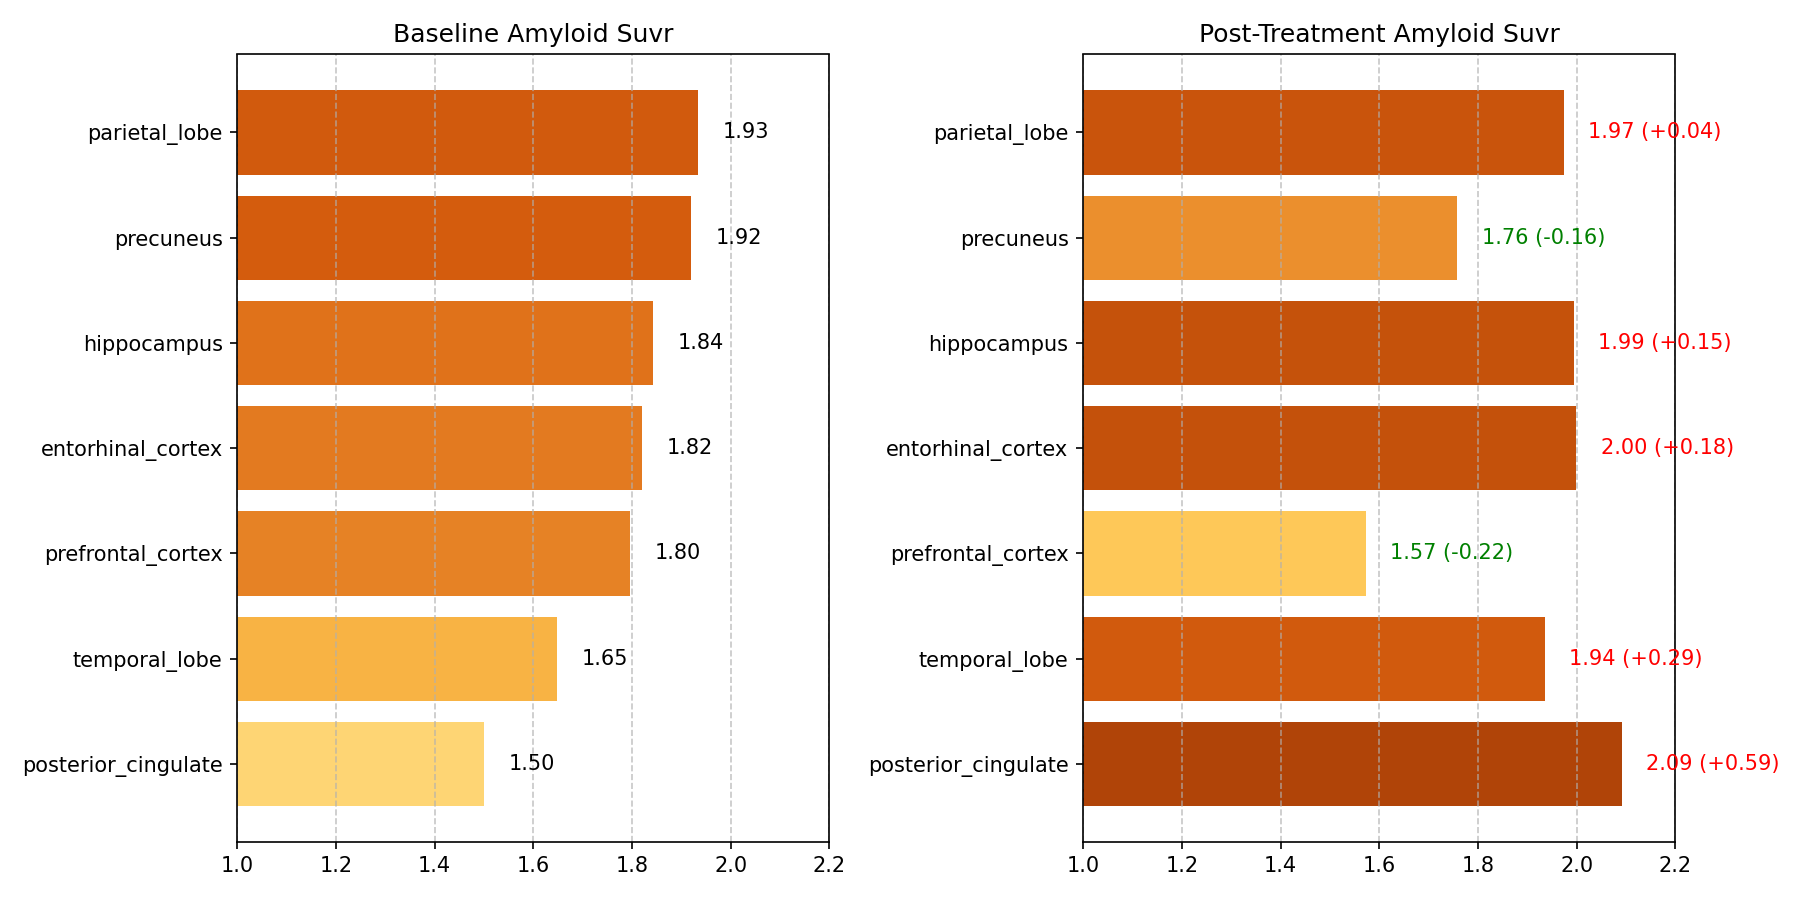 Baseline Amyloid Suvr
parietal_lobe 1.93
precuneus 1.92
hippocampus 1.84
entorhinal_cortex 1.82
prefrontal_cortex 1.80
temporal_lobe 1.65
posterior_cingulate 1.50
1.0 1.2 1.4 1.6 1.8 2.0 2.2
Post-Treatment Amyloid Suvr
parietal_lobe 1.97 (+0.04)
precuneus 1.76 (-0.16)
hippocampus 1.99 (+0.15)
entorhinal_cortex 2.00 (+0.18)
prefrontal_cortex 1.57 (-0.22)
temporal_lobe 1.94 (+0.29)
posterior_cingulate 2.09 (+0.59)
1.0 1.2 1.4 1.6 1.8 2.0 2.2